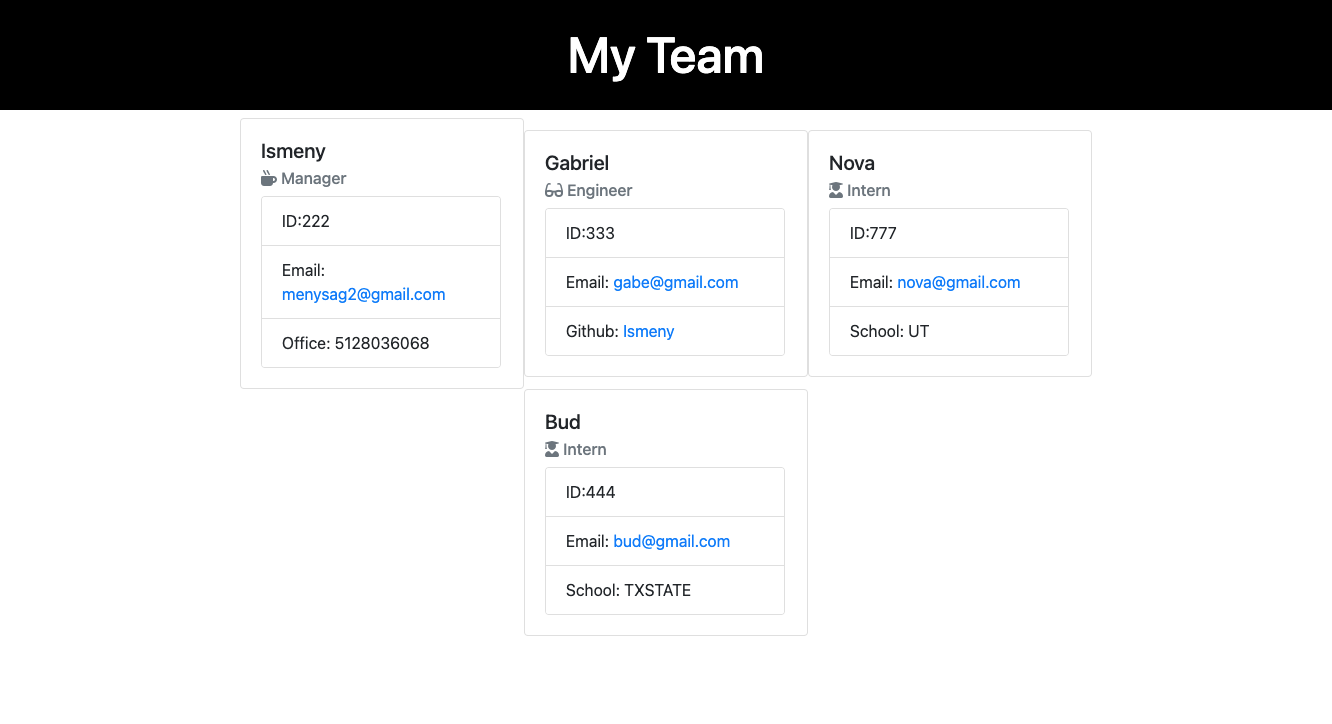 My Team
Ismeny
Manager
ID:222
Email:
menysag2@gmail.com
Office: 5128036068
Gabriel
Engineer
ID:333
Email: gabe@gmail.com
Github: Ismeny
Nova
Intern
ID:777
Email: nova@gmail.com
School: UT
Bud
Intern
ID:444
Email: bud@gmail.com
School: TXSTATE